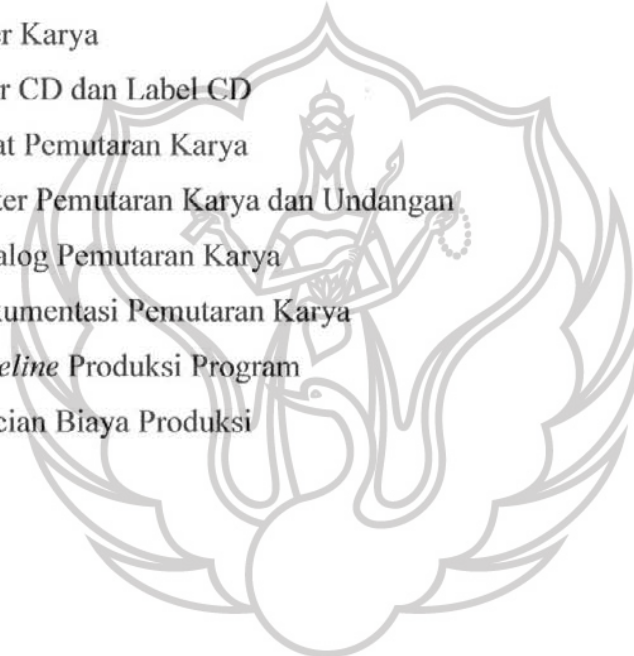 er Karya
r CD dan Label CD
at Pemutaran Karya
ter Pemutaran Karya dan Undangan
alog Pemutaran Karya
umentasi Pemutaran Karya
eline Produksi Program
cian Biaya Produksi